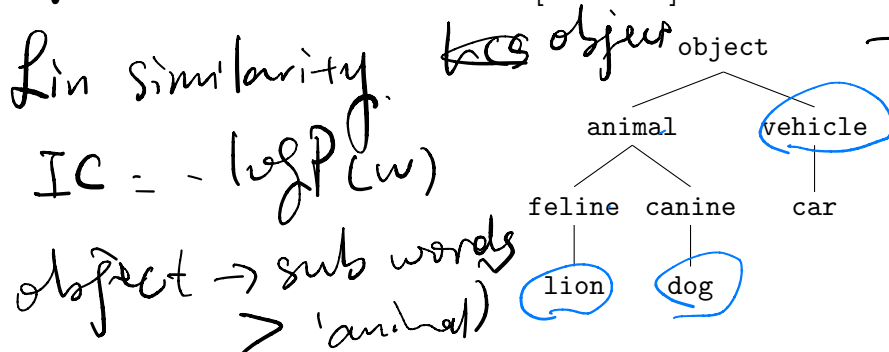 Lin similarity. LCS object
object
animal vehicle
IC = - log P(w)
feline canine car
object → sub words
lion dog
> 'animal)